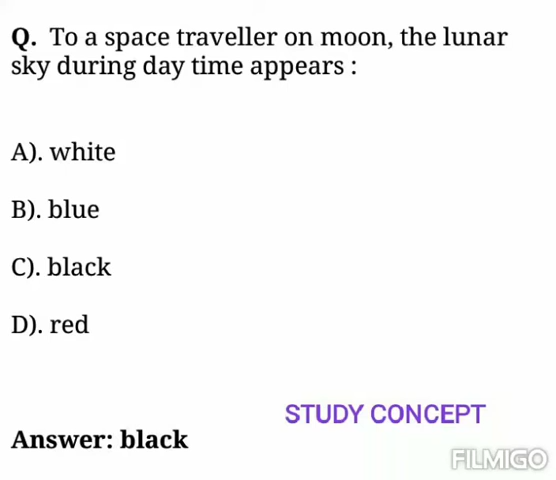 Q. To a space traveller on moon, the lunar
sky during day time appears :
A). white
B). blue
C). black
D). red
STUDY CONCEPT
Answer: black
FILMIGO